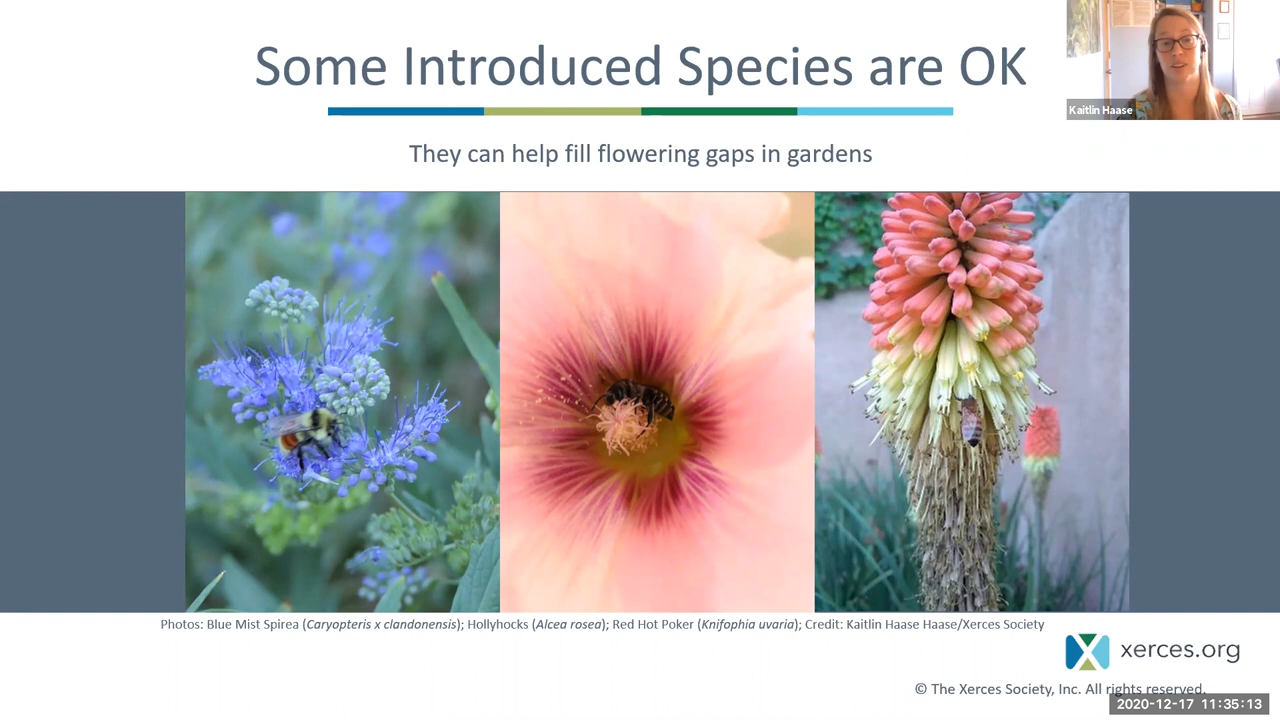 Some Introduced Species are OK
Kaitlin Haase
They can help fill flowering gaps in gardens
Photos: Blue Mist Spirea (Caryopteris x clandonensis); Hollyhocks (Alcea rosea); Red Hot Poker (Knifophia uvaria); Credit: Kaitlin Haase Haase/Xerces Society
xerces.org
© The Xerces Society, Inc. All rights reserved.
2020-12-17 11:35:13